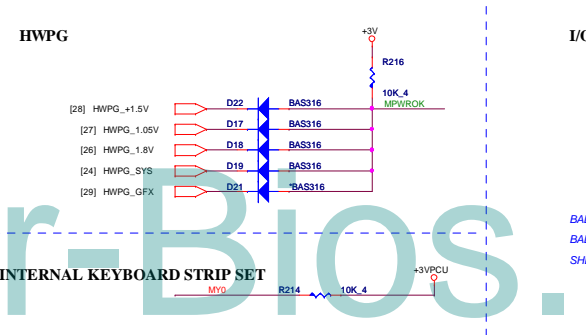 HWPG
+3V
I/O
R216
10K_4
MPWROK
[28] HWPG_+1.5V D22 BAS316
[27] HWPG_1.05V D17 BAS316
[26] HWPG_1.8V D18 BAS316
[24] HWPG_SYS D19 BAS316
[29] HWPG_GFX D21 *BAS316
r-Bios.
INTERNAL KEYBOARD STRIP SET
+3VPCU
MY0 R214 10K_4